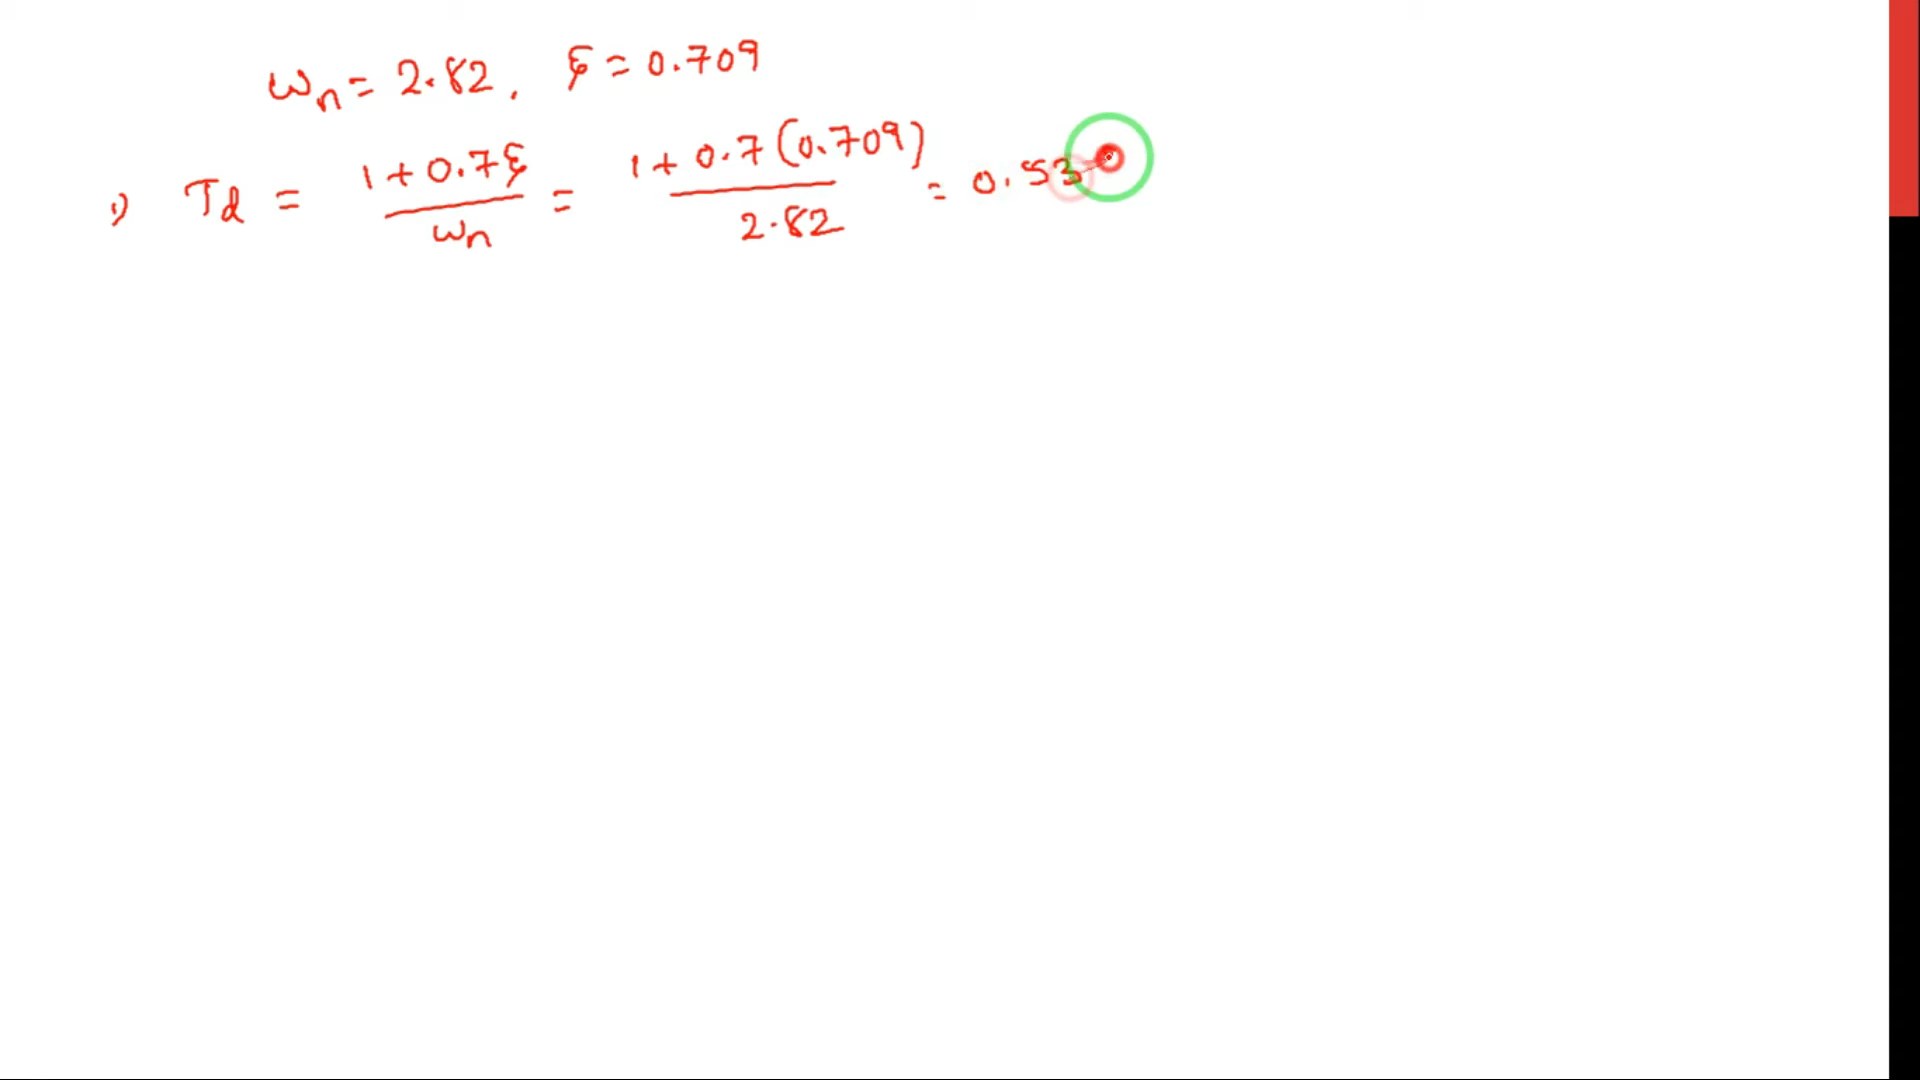 ωn = 2.82, ξ = 0.709
1) Td = (1 + 0.7ξ)/ωn = (1 + 0.7(0.709))/2.82 = 0.53